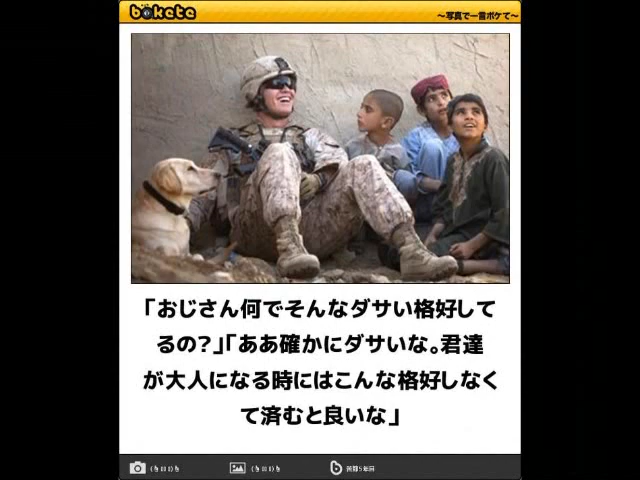 bokete
〜写真で一言ボケて〜
「おじさん何でそんなダサい格好して
るの？」「ああ確かにダサいな。君達
が大人になる時にはこんな格好しなく
て済むと良いな」